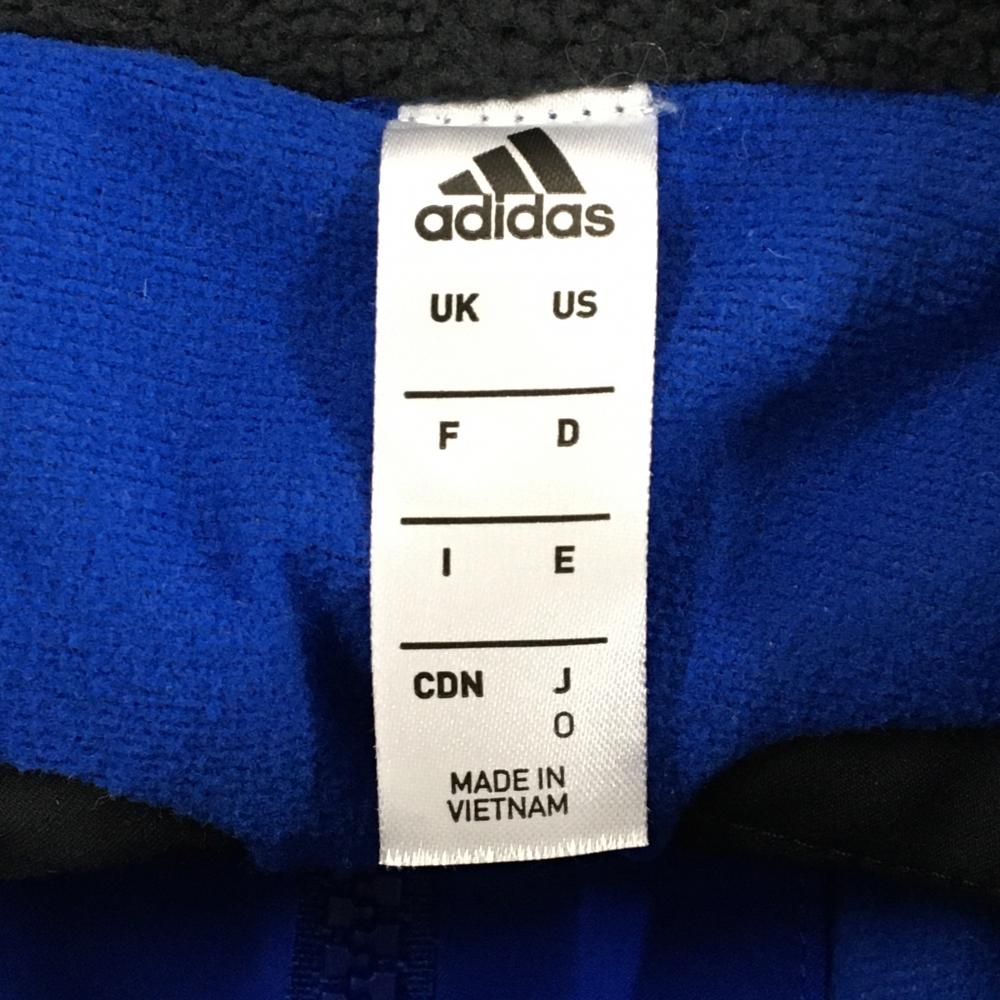 adidas
UK US
F D
I E
CDN J
O
MADE IN
VIETNAM